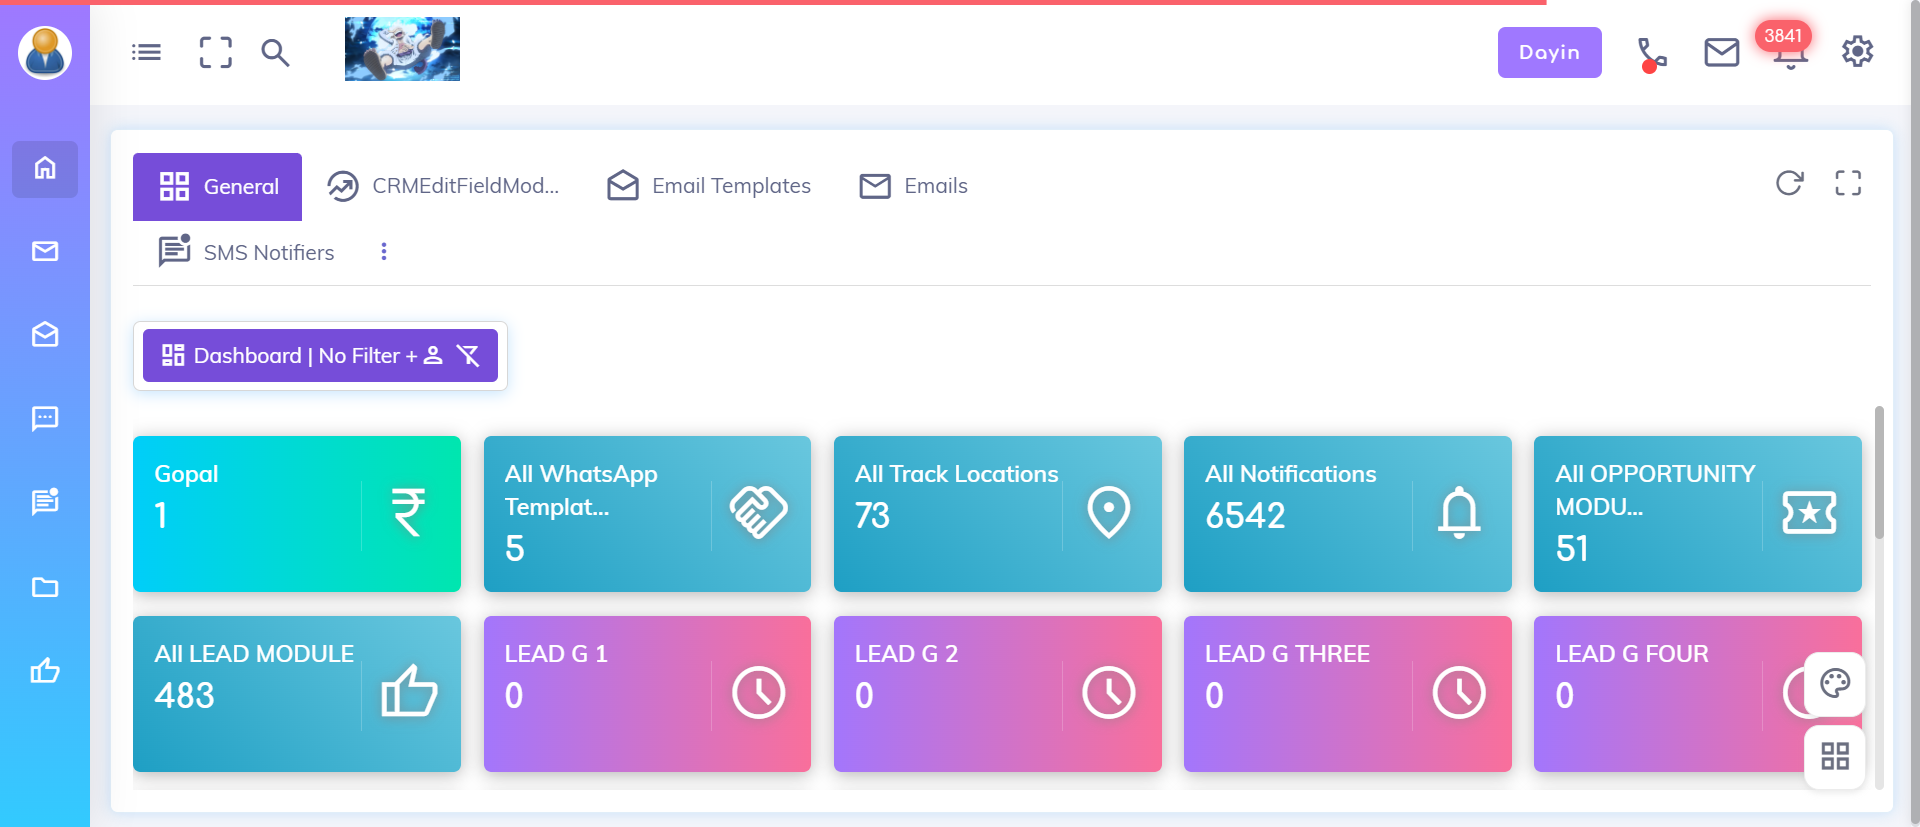 Dayin
3841
General
CRMEditFieldMod...
Email Templates
Emails
SMS Notifiers
Dashboard | No Filter +
Gopal
1
All WhatsApp
Templat...
5
All Track Locations
73
All Notifications
6542
All OPPORTUNITY
MODU...
51
All LEAD MODULE
483
LEAD G 1
0
LEAD G 2
0
LEAD G THREE
0
LEAD G FOUR
0